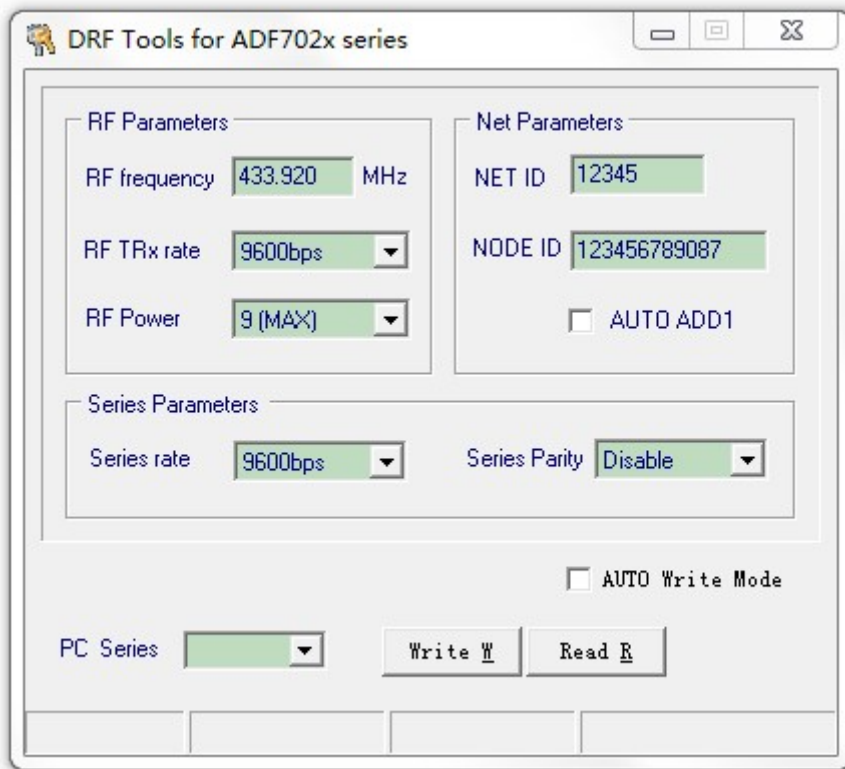 DRF Tools for ADF702x series
RF Parameters
RF frequency 433.920 MHz
RF TRx rate 9600bps
RF Power 9 (MAX)
Net Parameters
NET ID 12345
NODE ID 123456789087
AUTO ADD1
Series Parameters
Series rate 9600bps Series Parity Disable
AUTO Write Mode
PC Series Write W Read R